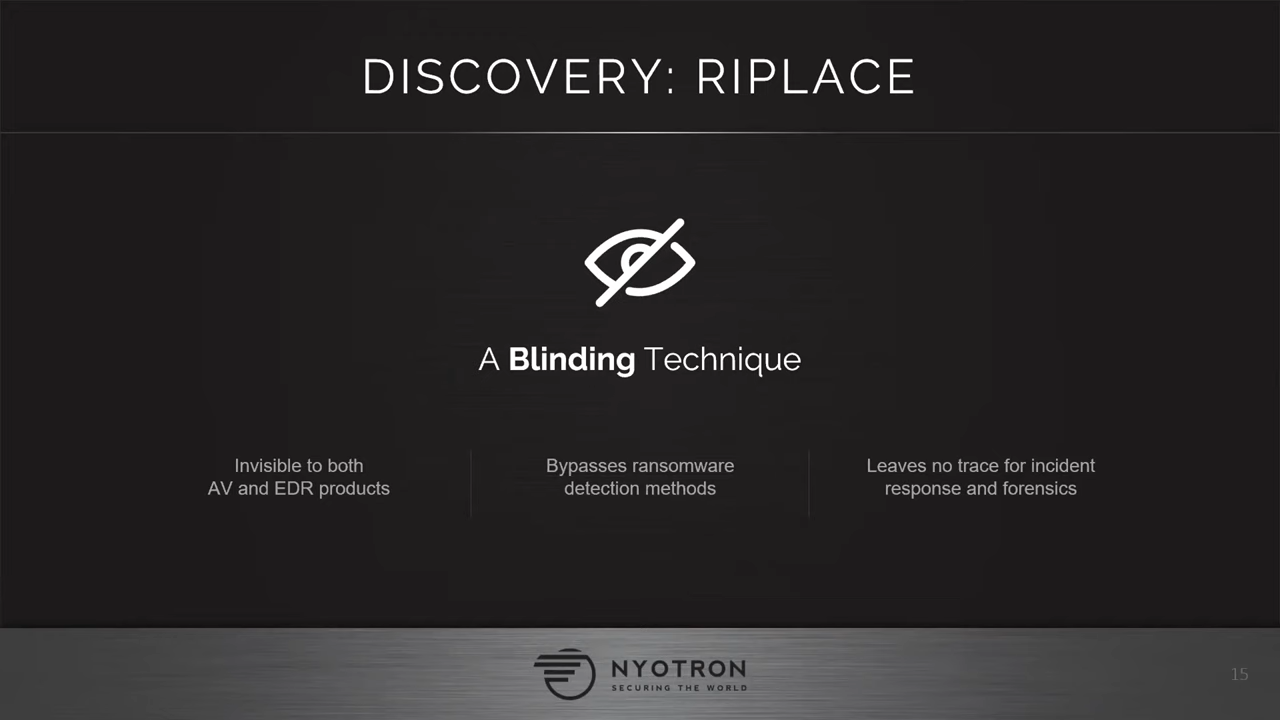 DISCOVERY: RIPLACE
A Blinding Technique
Invisible to both
AV and EDR products
Bypasses ransomware
detection methods
Leaves no trace for incident
response and forensics
NYOTRON
SECURING THE WORLD
15